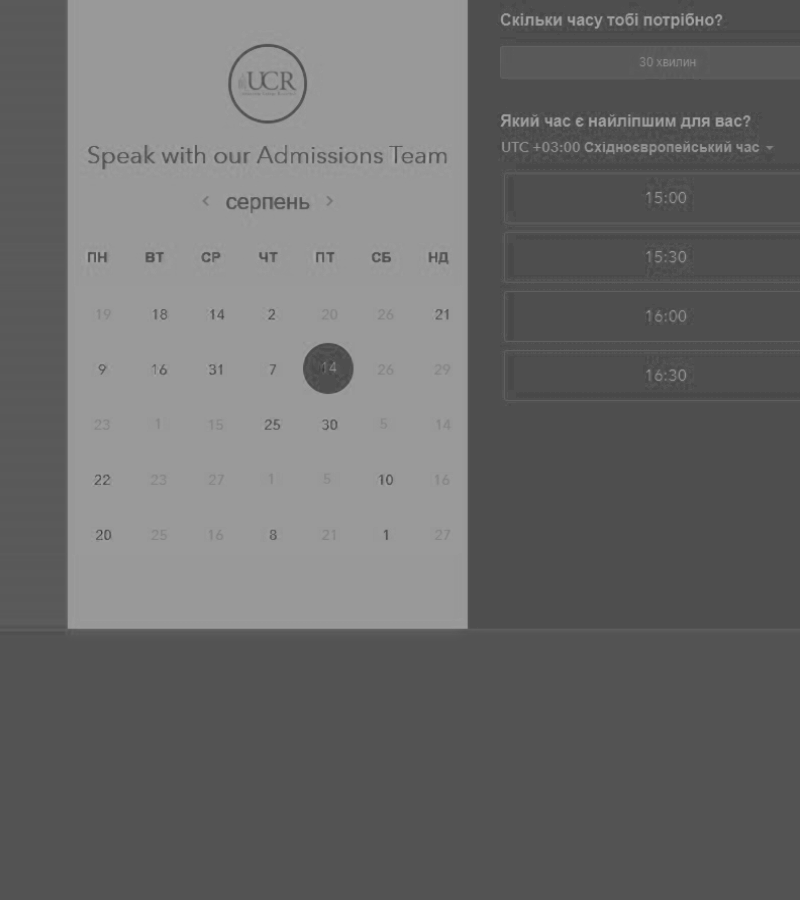 UCR
Speak with our Admissions Team
серпень
ПН ВТ СР ЧТ ПТ СБ НД
19 18 14 2 20 26 21
9 16 31 7 14 26 29
23 1 15 25 30 5 14
22 23 27 1 5 10 16
20 25 16 8 21 1 27
Скільки часу тобі потрібно?
30 хвилин
Який час є найліпшим для вас?
UTC +03:00 Східноєвропейський час
15:00
15:30
16:00
16:30